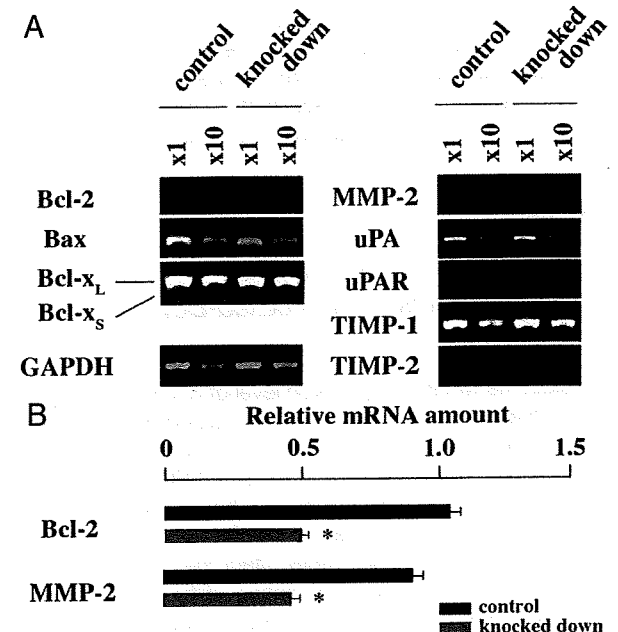 A
control
knocked
down
control
knocked
down
x1 x10 x1 x10
x1 x10 x1 x10
Bcl-2
Bax
Bcl-xL
Bcl-xS
GAPDH
MMP-2
uPA
uPAR
TIMP-1
TIMP-2
B
Relative mRNA amount
0 0.5 1.0 1.5
Bcl-2
*
MMP-2
*
control
knocked down